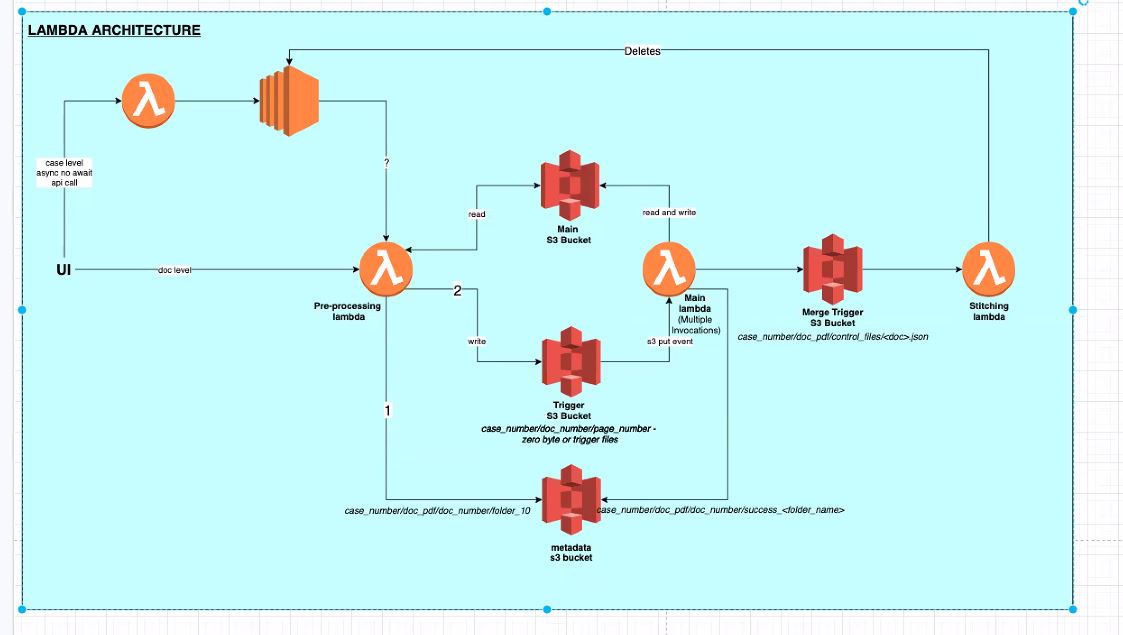 LAMBDA ARCHITECTURE
Deletes
λ
case level
async no await
api call
?
read
Main
S3 Bucket
read and write
UI
doc level
λ
λ
λ
Pre-processing
lambda
2
write
Main
lambda
(Multiple
Invocations)
s3 put event
Merge Trigger
S3 Bucket
case_number/doc_pdf/control_files/<doc>.json
Stitching
lambda
1
Trigger
S3 Bucket
case_number/doc_number/page_number -
zero byte or trigger files
case_number/doc_pdf/doc_number/folder_10
case_number/doc_pdf/doc_number/success_<folder_name>
metadata
s3 bucket